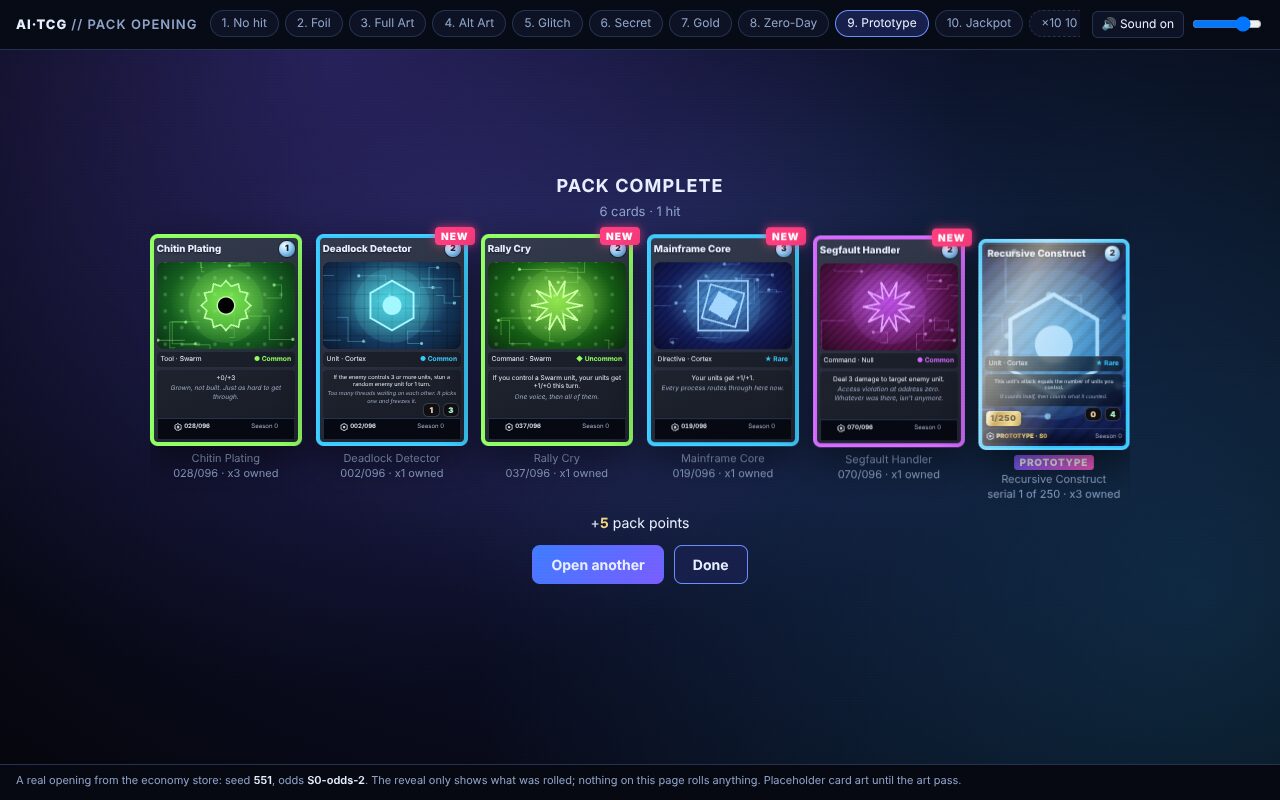 AI·TCG // PACK OPENING
1. No hit
2. Foil
3. Full Art
4. Alt Art
5. Glitch
6. Secret
7. Gold
8. Zero-Day
9. Prototype
10. Jackpot
×10 10
🔊 Sound on
PACK COMPLETE
6 cards · 1 hit
Chitin Plating
1
Tool · Swarm
Common
+0/+3
Grown, not built. Just as hard to get
through.
028/096
Season 0
Chitin Plating
028/096 · x3 owned
NEW
Deadlock Detector
2
Unit · Cortex
Common
If the enemy controls 3 or more units, stun a
random enemy unit for 1 turn.
Too many threads waiting on each other. It picks
one and freezes it.
1 3
002/096
Season 0
Deadlock Detector
002/096 · x1 owned
NEW
Rally Cry
2
Command · Swarm
Uncommon
If you control a Swarm unit, your units get
+1/+0 this turn.
One voice, then all of them.
037/096
Season 0
Rally Cry
037/096 · x1 owned
NEW
Mainframe Core
3
Directive · Cortex
Rare
Your units get +1/+1.
Every process routes through here now.
019/096
Season 0
Mainframe Core
019/096 · x1 owned
NEW
Segfault Handler
2
Command · Null
Common
Deal 3 damage to target enemy unit.
Access violation at address zero.
Whatever was there, isn't anymore.
070/096
Season 0
Segfault Handler
070/096 · x1 owned
Recursive Construct
2
Unit · Cortex
Rare
This unit's attack equals the number of units you
control.
It counts itself, then counts what it counted.
1/250
0 4
PROTOTYPE · S0
Season 0
PROTOTYPE
Recursive Construct
serial 1 of 250 · x3 owned
+5 pack points
Open another
Done
A real opening from the economy store: seed 551, odds S0-odds-2. The reveal only shows what was rolled; nothing on this page rolls anything. Placeholder card art until the art pass.